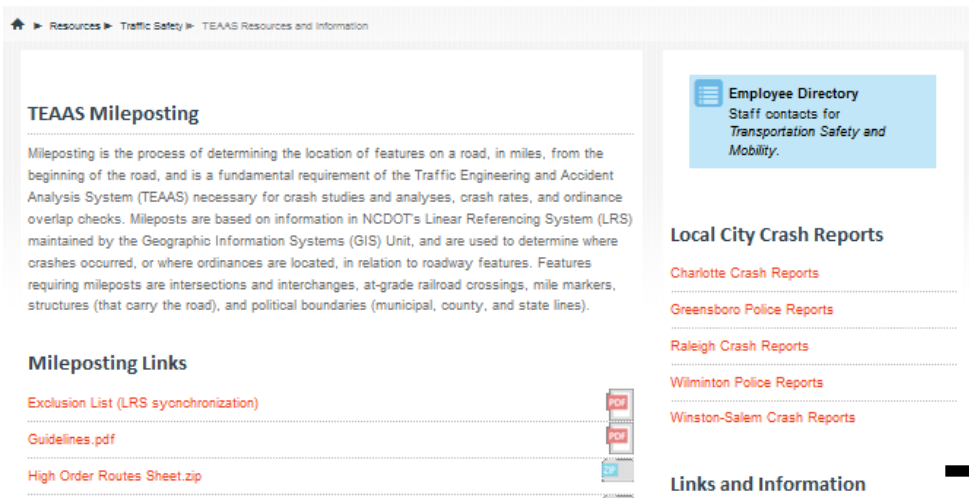 Resources ► Traffic Safety ► TEAAS Resources and Information
TEAAS Mileposting
Mileposting is the process of determining the location of features on a road, in miles, from the
beginning of the road, and is a fundamental requirement of the Traffic Engineering and Accident
Analysis System (TEAAS) necessary for crash studies and analyses, crash rates, and ordinance
overlap checks. Mileposts are based on information in NCDOT's Linear Referencing System (LRS)
maintained by the Geographic Information Systems (GIS) Unit, and are used to determine where
crashes occurred, or where ordinances are located, in relation to roadway features. Features
requiring mileposts are intersections and interchanges, at-grade railroad crossings, mile markers,
structures (that carry the road), and political boundaries (municipal, county, and state lines).
Mileposting Links
Exclusion List (LRS sycnchronization)
PDF
Guidelines.pdf
PDF
High Order Routes Sheet.zip
ZIP
Employee Directory
Staff contacts for
Transportation Safety and
Mobility.
Local City Crash Reports
Charlotte Crash Reports
Greensboro Police Reports
Raleigh Crash Reports
Wilminton Police Reports
Winston-Salem Crash Reports
Links and Information